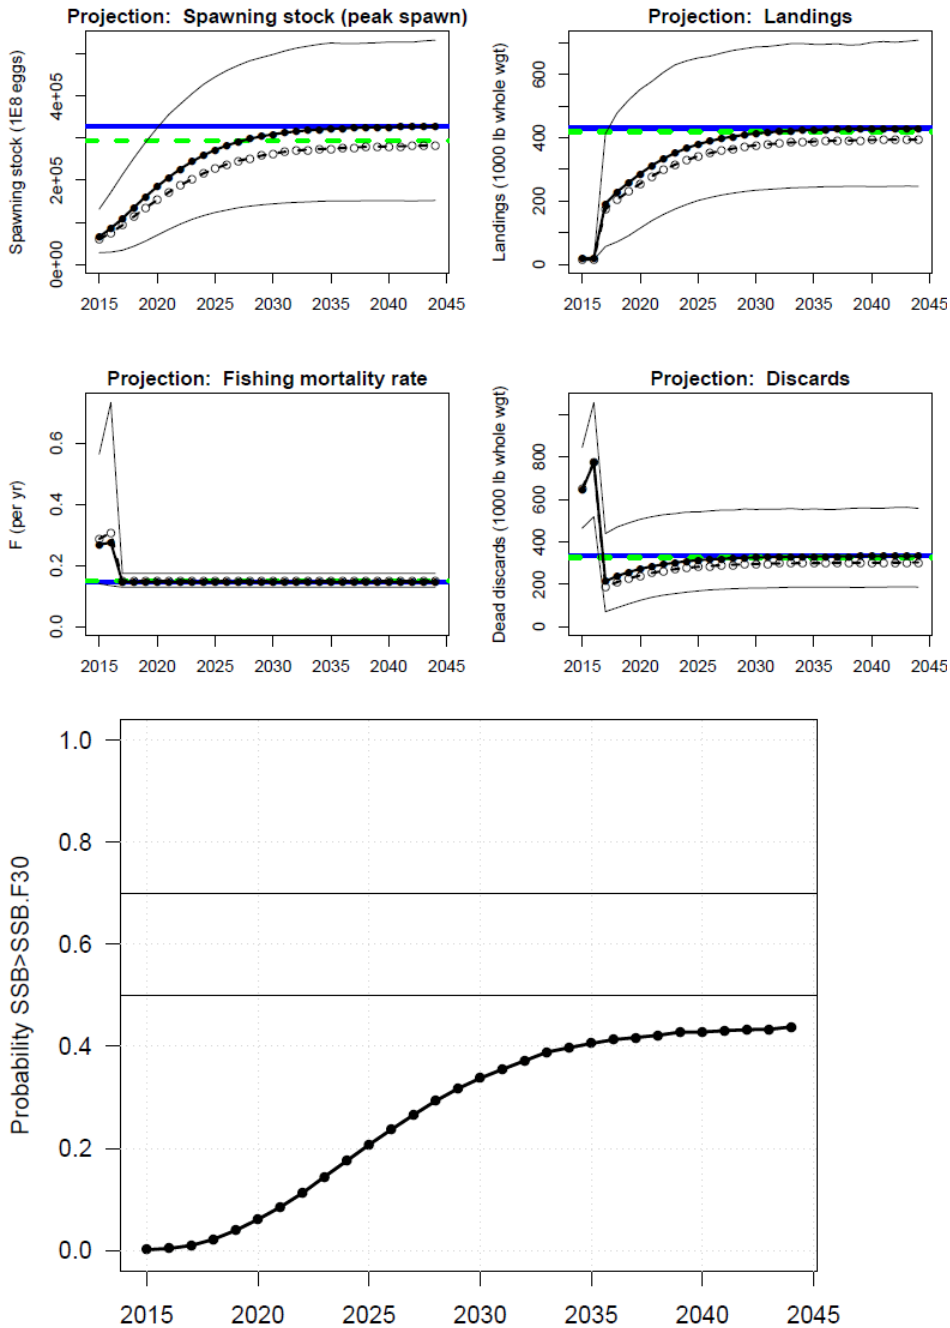 Projection: Spawning stock (peak spawn)
Spawning stock (1E8 eggs)
0e+00 2e+05 4e+05
2015 2020 2025 2030 2035 2040 2045
Projection: Landings
Landings (1000 lb whole wgt)
0 200 400 600
2015 2020 2025 2030 2035 2040 2045
Projection: Fishing mortality rate
F (per yr)
0.0 0.2 0.4 0.6
2015 2020 2025 2030 2035 2040 2045
Projection: Discards
Dead discards (1000 lb whole wgt)
0 200 400 600 800
2015 2020 2025 2030 2035 2040 2045
Probability SSB>SSB.F30
1.0
0.8
0.6
0.4
0.2
0.0
2015 2020 2025 2030 2035 2040 2045